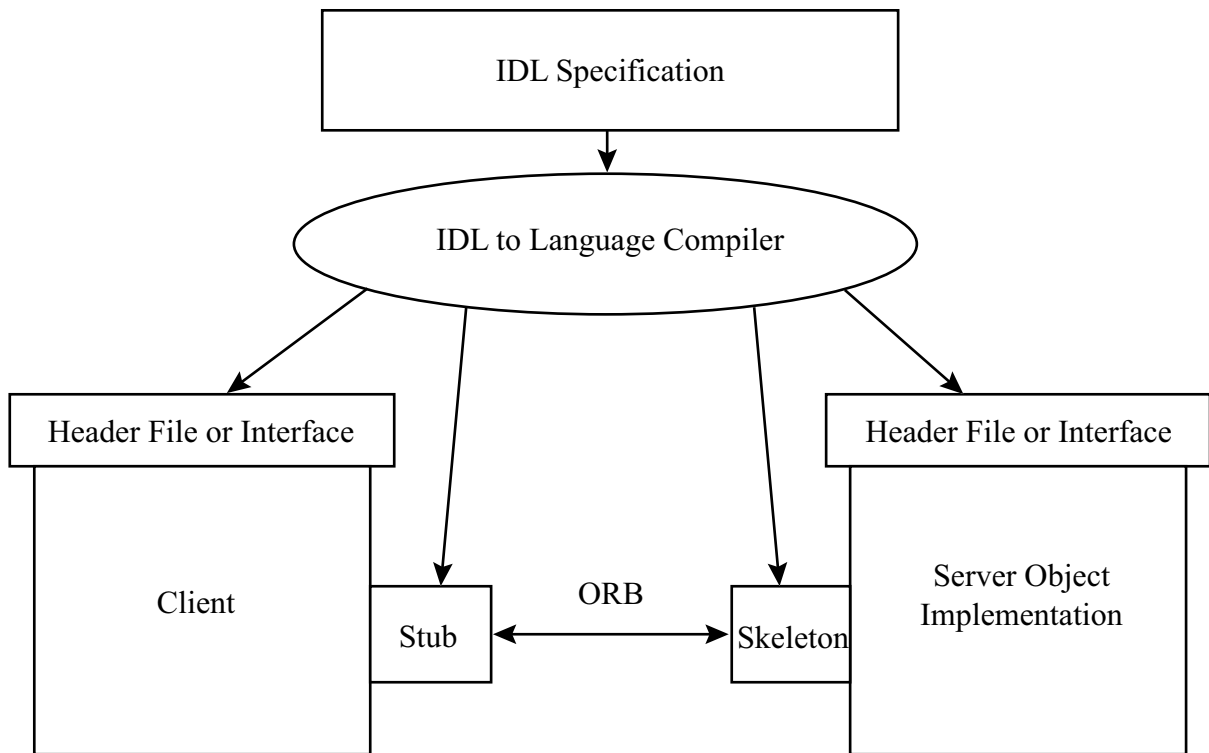 IDL Specification
IDL to Language Compiler
Header File or Interface
Header File or Interface
Client
Stub
ORB
Skeleton
Server Object
Implementation